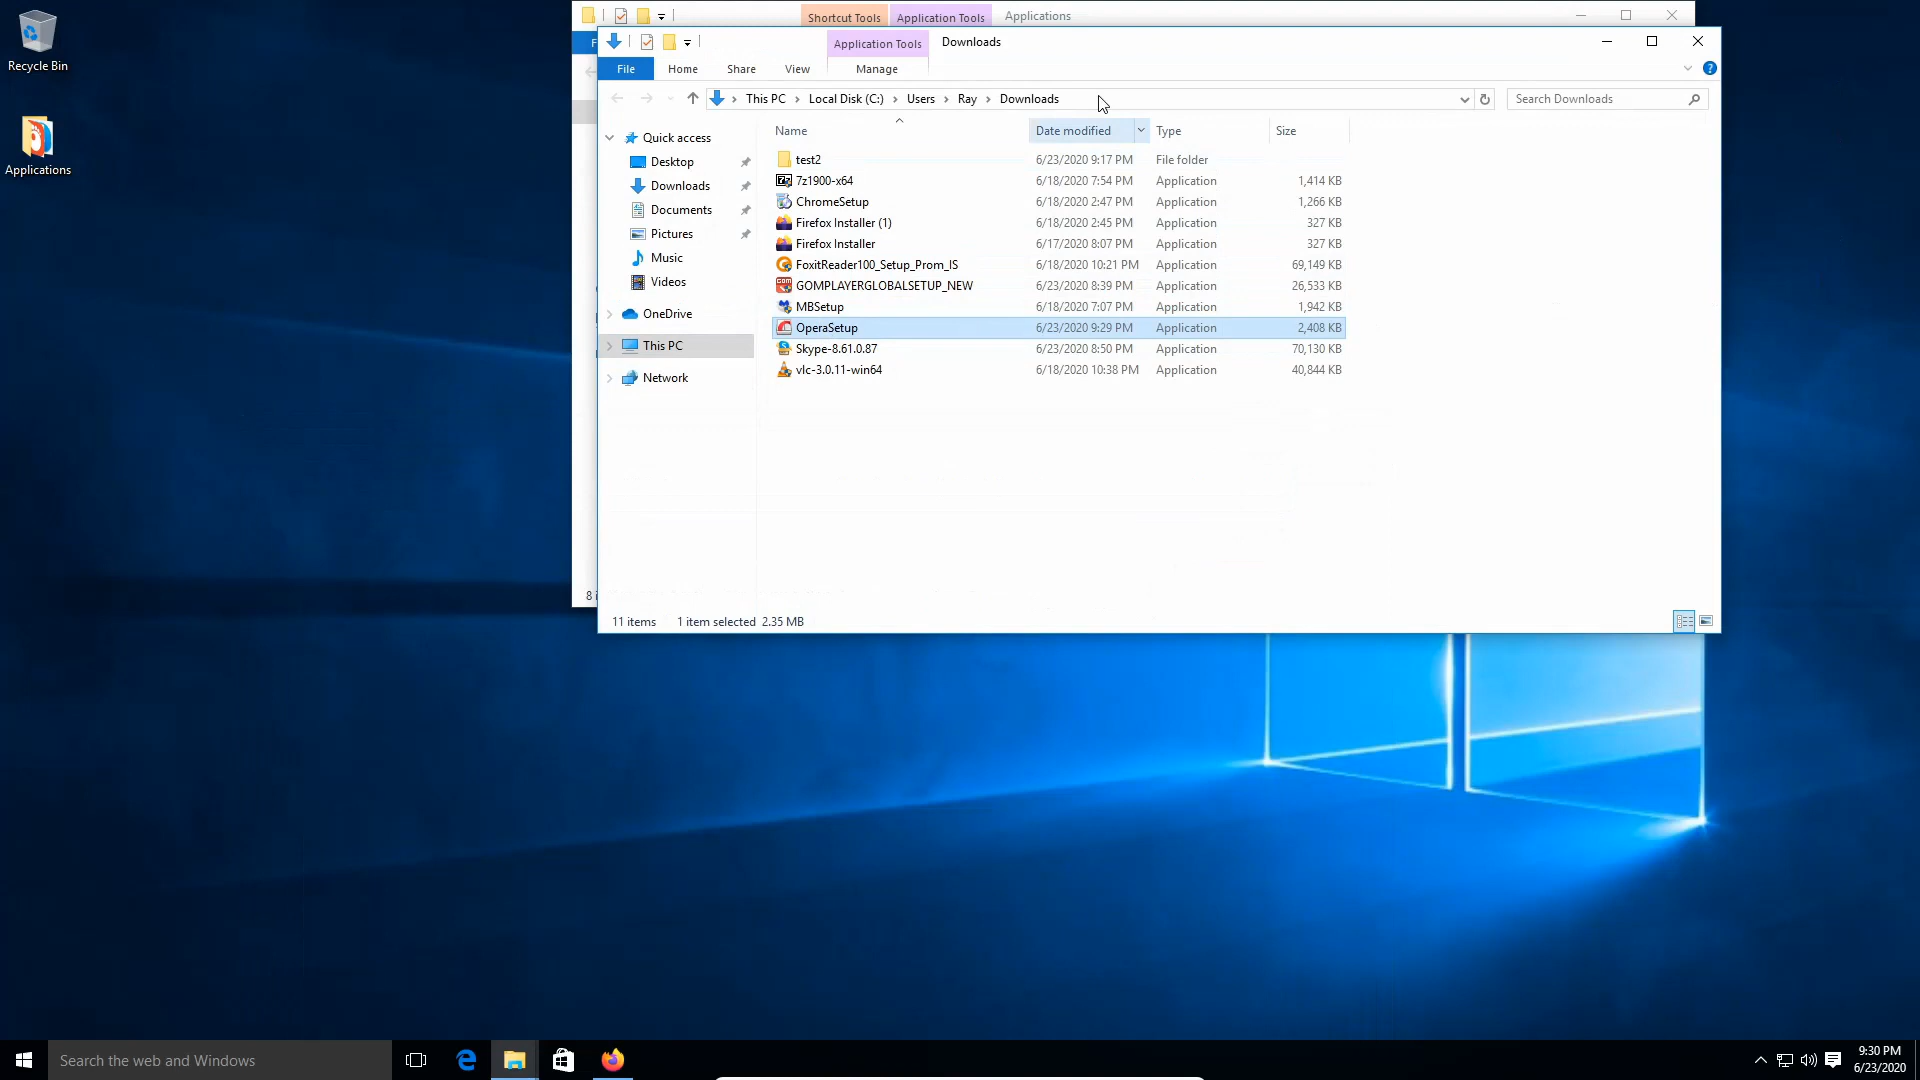 Recycle Bin
Applications
Shortcut Tools
Application Tools
Applications
Application Tools
Downloads
File
Home
Share
View
Manage
This PC
Local Disk (C:)
Users
Ray
Downloads
Search Downloads
Name
Date modified
Type
Size
Quick access
Desktop
Downloads
Documents
Pictures
Music
Videos
OneDrive
This PC
Network
test2 6/23/2020 9:17 PM File folder
7z1900-x64 6/18/2020 7:54 PM Application 1,414 KB
ChromeSetup 6/18/2020 2:47 PM Application 1,266 KB
Firefox Installer (1) 6/18/2020 2:45 PM Application 327 KB
Firefox Installer 6/17/2020 8:07 PM Application 327 KB
FoxitReader100_Setup_Prom_IS 6/18/2020 10:21 PM Application 69,149 KB
GOMPLAYERGLOBALSETUP_NEW 6/23/2020 8:39 PM Application 26,533 KB
MBSetup 6/18/2020 7:07 PM Application 1,942 KB
OperaSetup 6/23/2020 9:29 PM Application 2,408 KB
Skype-8.61.0.87 6/23/2020 8:50 PM Application 70,130 KB
vlc-3.0.11-win64 6/18/2020 10:38 PM Application 40,844 KB
8 i
11 items 1 item selected 2.35 MB
Search the web and Windows
9:30 PM
6/23/2020